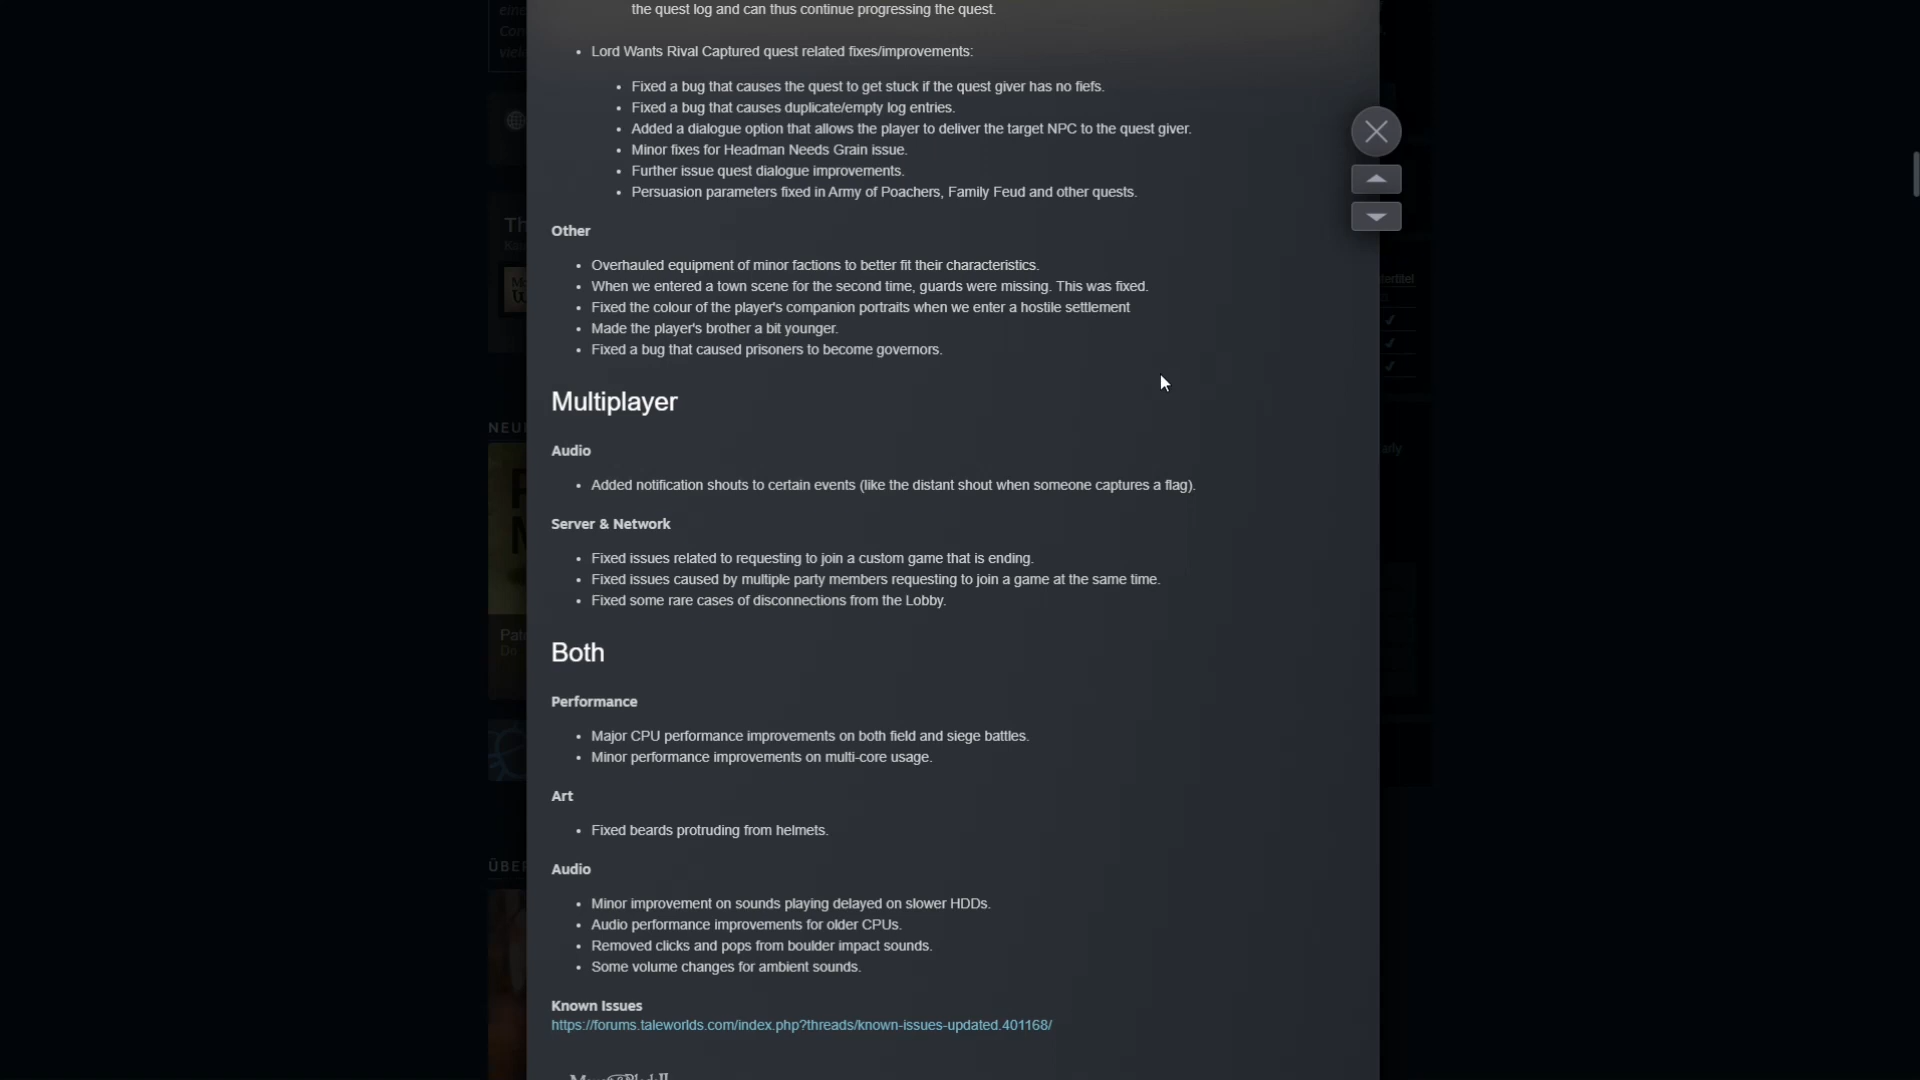 the quest log and can thus continue progressing the quest.
Lord Wants Rival Captured quest related fixes/improvements:
Fixed a bug that causes the quest to get stuck if the quest giver has no fiefs.
Fixed a bug that causes duplicate/empty log entries.
Added a dialogue option that allows the player to deliver the target NPC to the quest giver.
Minor fixes for Headman Needs Grain issue.
Further issue quest dialogue improvements.
Persuasion parameters fixed in Army of Poachers, Family Feud and other quests.
Other
Overhauled equipment of minor factions to better fit their characteristics.
When we entered a town scene for the second time, guards were missing. This was fixed.
Fixed the colour of the player's companion portraits when we enter a hostile settlement
Made the player's brother a bit younger.
Fixed a bug that caused prisoners to become governors.
Multiplayer
Audio
Added notification shouts to certain events (like the distant shout when someone captures a flag).
Server & Network
Fixed issues related to requesting to join a custom game that is ending.
Fixed issues caused by multiple party members requesting to join a game at the same time.
Fixed some rare cases of disconnections from the Lobby.
Both
Performance
Major CPU performance improvements on both field and siege battles.
Minor performance improvements on multi-core usage.
Art
Fixed beards protruding from helmets.
Audio
Minor improvement on sounds playing delayed on slower HDDs.
Audio performance improvements for older CPUs.
Removed clicks and pops from boulder impact sounds.
Some volume changes for ambient sounds.
Known Issues
https://forums.taleworlds.com/index.php?threads/known-issues-updated.401168/